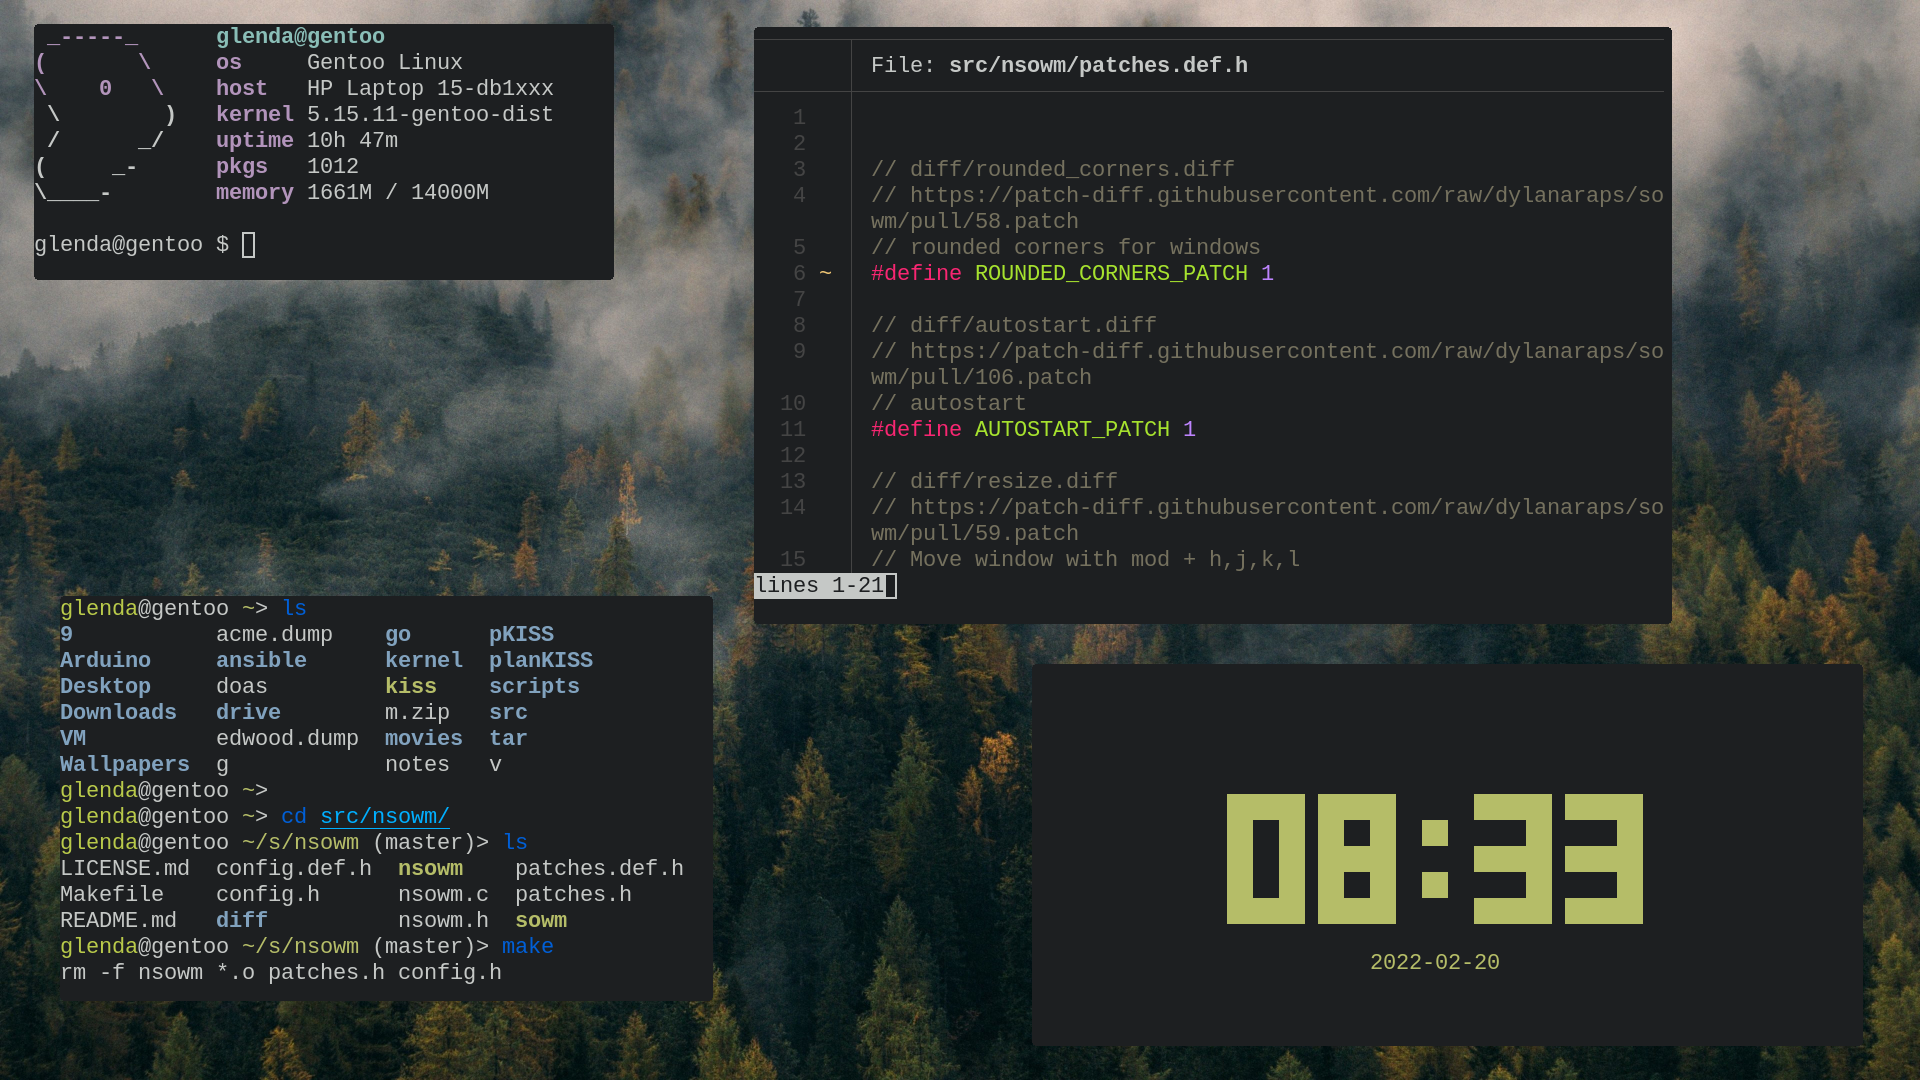 glenda@gentoo
os     Gentoo Linux
host   HP Laptop 15-db1xxx
kernel 5.15.11-gentoo-dist
uptime 10h 47m
pkgs   1012
memory 1661M / 14000M
glenda@gentoo $
File: src/nsowm/patches.def.h
1
2
3 // diff/rounded_corners.diff
4 // https://patch-diff.githubusercontent.com/raw/dylanaraps/so
wm/pull/58.patch
5 // rounded corners for windows
6 ~ #define ROUNDED_CORNERS_PATCH 1
7
8 // diff/autostart.diff
9 // https://patch-diff.githubusercontent.com/raw/dylanaraps/so
wm/pull/106.patch
10 // autostart
11 #define AUTOSTART_PATCH 1
12
13 // diff/resize.diff
14 // https://patch-diff.githubusercontent.com/raw/dylanaraps/so
wm/pull/59.patch
15 // Move window with mod + h,j,k,l
lines 1-21
glenda@gentoo ~> ls
9           acme.dump    go      pKISS
Arduino     ansible      kernel  planKISS
Desktop     doas         kiss    scripts
Downloads   drive        m.zip   src
VM          edwood.dump  movies  tar
Wallpapers  g            notes   v
glenda@gentoo ~>
glenda@gentoo ~> cd src/nsowm/
glenda@gentoo ~/s/nsowm (master)> ls
LICENSE.md  config.def.h  nsowm    patches.def.h
Makefile    config.h      nsowm.c  patches.h
README.md   diff          nsowm.h  sowm
glenda@gentoo ~/s/nsowm (master)> make
rm -f nsowm *.o patches.h config.h
08:33
2022-02-20